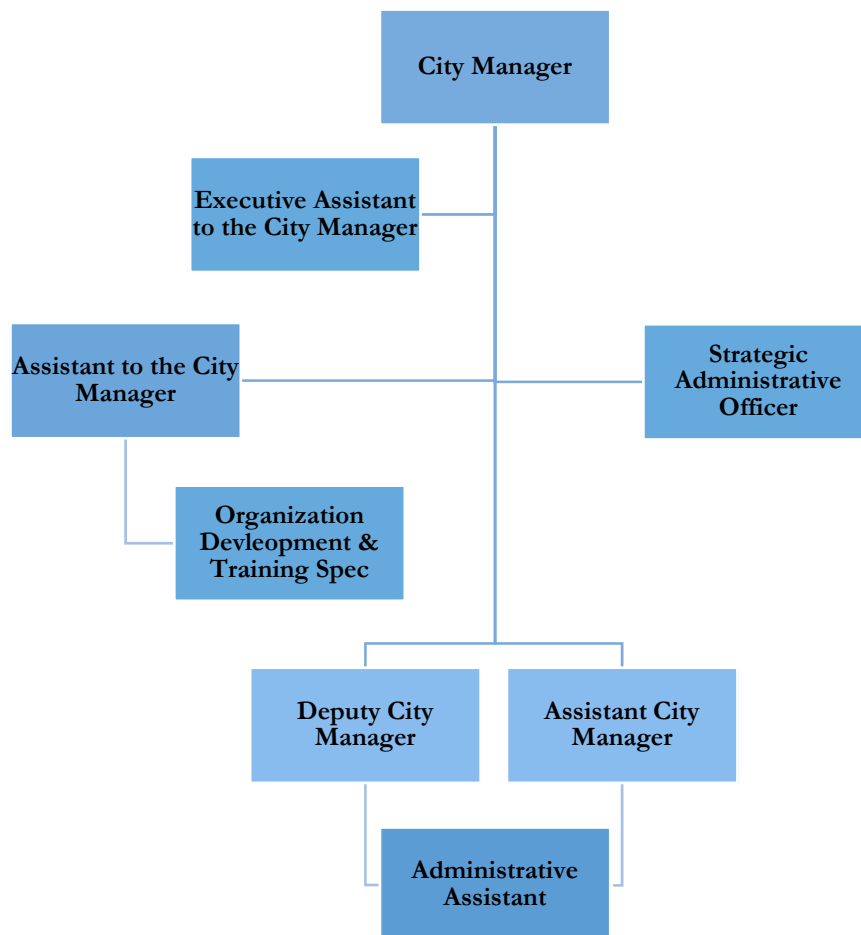 City Manager
Executive Assistant
to the City Manager
Assistant to the City
Manager
Strategic
Administrative
Officer
Organization
Devleopment &
Training Spec
Deputy City
Manager
Assistant City
Manager
Administrative
Assistant